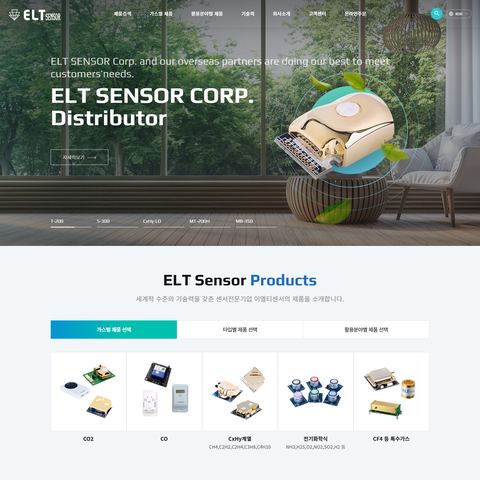 ELT SENSOR
제품검색 가스별 제품 활용분야별 제품 기술력 회사소개 고객센터 온라인주문
ELT SENSOR Corp. and our overseas partners are doing our best to meet
customers'needs.
ELT SENSOR CORP.
Distributor
자세히보기
T-200 S-300 CxHy-LD MT-200H MB-350
ELT Sensor Products
세계적 수준의 기술력을 갖춘 센서전문기업 이엘티센서의 제품을 소개합니다.
가스별 제품 선택 타입별 제품 선택 활용분야별 제품 선택
CO2 CO CxHy계열 전기화학식 CF4 등 특수가스
CH4,C2H2,C2H4,C3H8,C4H10 NH3,H2S,O2,NO2,SO2,H2 등